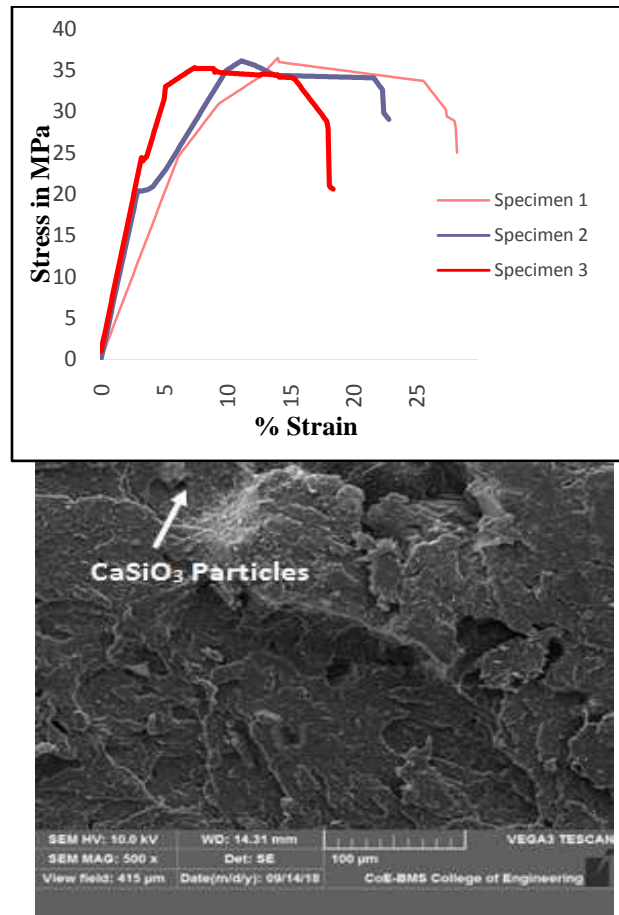 40
35
30
25
20
15
10
5
0
Stress in MPa
Specimen 1
Specimen 2
Specimen 3
0 5 10 15 20 25
% Strain
CaSiO₃ Particles
SEM HV: 10.0 kV WD: 14.31 mm VEGA3 TESCAN
SEM MAG: 500 x Det: SE 100 µm
View field: 415 µm Date(m/d/y): 09/14/18 CoE-BMS College of Engineering